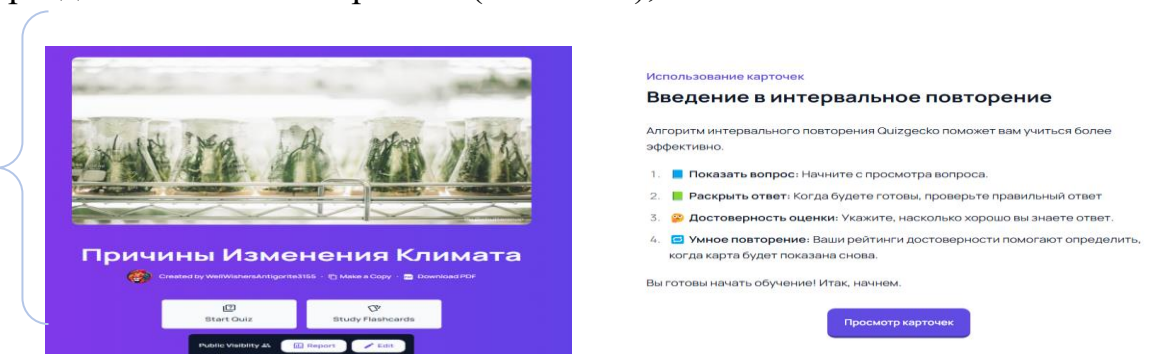 Причины Изменения Климата
Created by WellWishersAntigorite3155 · Make a Copy · Download PDF
Start Quiz
Study Flashcards
Public Visiblity
Report
Edit
Использование карточек
Введение в интервальное повторение
Алгоритм интервального повторения Quizgecko поможет вам учиться более
эффективно.
1. Показать вопрос: Начните с просмотра вопроса.
2. Раскрыть ответ: Когда будете готовы, проверьте правильный ответ
3. Достоверность оценки: Укажите, насколько хорошо вы знаете ответ.
4. Умное повторение: Ваши рейтинги достоверности помогают определить,
когда карта будет показана снова.
Вы готовы начать обучение! Итак, начнем.
Просмотр карточек